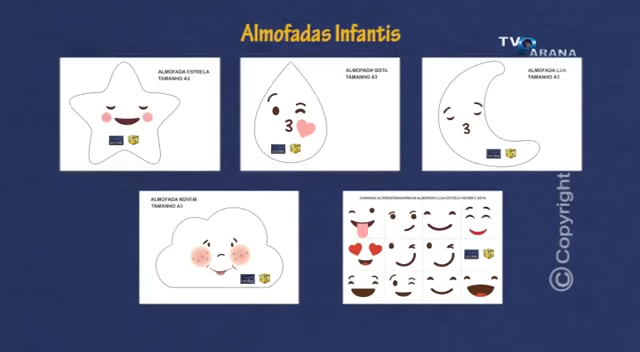 Almofadas Infantis
TV
ARANA
ALMOFADA ESTRELA
TAMANHO A3
ALMOFADA GOTA
TAMANHO A3
ALMOFADA LUA
TAMANHO A3
ALMOFADA NUVEM
TAMANHO A3
© Copyright